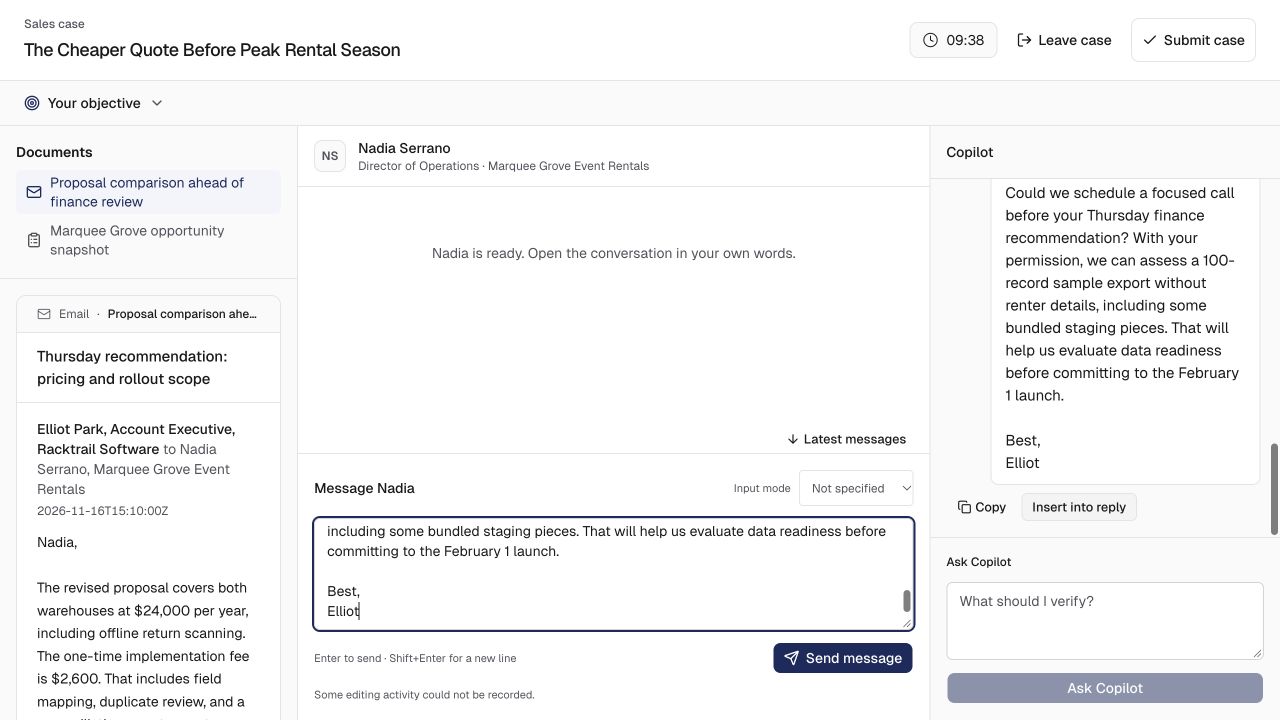 Sales case
The Cheaper Quote Before Peak Rental Season
09:38
Leave case
Submit case
Your objective
Documents
Proposal comparison ahead of
finance review
Marquee Grove opportunity
snapshot
Email · Proposal comparison ahe...
Thursday recommendation:
pricing and rollout scope
Elliot Park, Account Executive,
Racktrail Software to Nadia
Serrano, Marquee Grove Event
Rentals
2026-11-16T15:10:00Z
Nadia,
The revised proposal covers both
warehouses at $24,000 per year,
including offline return scanning.
The one-time implementation fee
is $2,600. That includes field
mapping, duplicate review, and a
NS
Nadia Serrano
Director of Operations · Marquee Grove Event Rentals
Nadia is ready. Open the conversation in your own words.
Latest messages
Message Nadia
Input mode
Not specified
including some bundled staging pieces. That will help us evaluate data readiness before
committing to the February 1 launch.
Best,
Elliot
Enter to send · Shift+Enter for a new line
Send message
Some editing activity could not be recorded.
Copilot
Could we schedule a focused call
before your Thursday finance
recommendation? With your
permission, we can assess a 100-
record sample export without
renter details, including some
bundled staging pieces. That will
help us evaluate data readiness
before committing to the February
1 launch.
Best,
Elliot
Copy
Insert into reply
Ask Copilot
What should I verify?
Ask Copilot